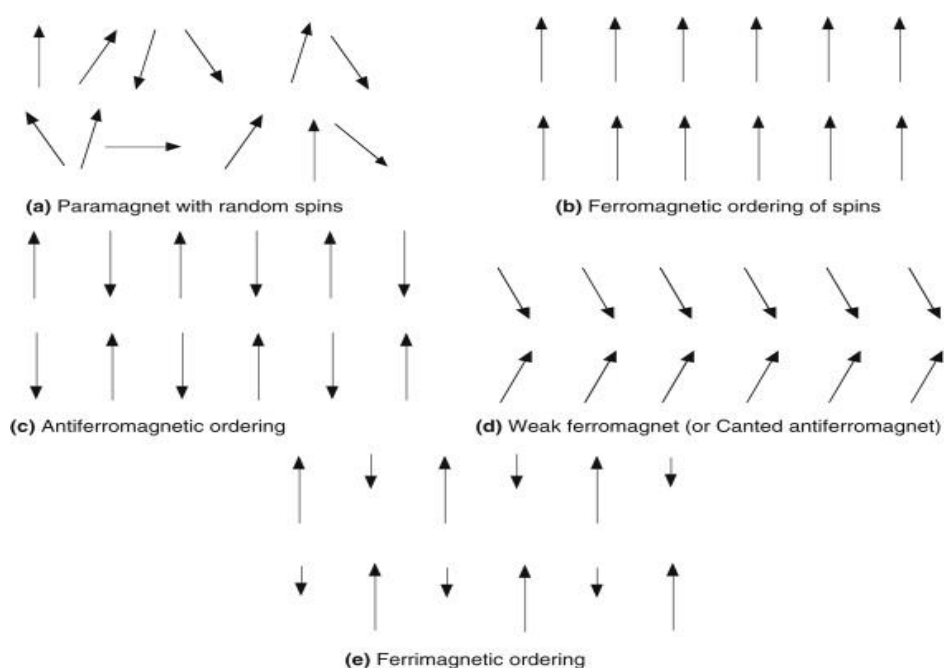 (a) Paramagnet with random spins
(b) Ferromagnetic ordering of spins
(c) Antiferromagnetic ordering
(d) Weak ferromagnet (or Canted antiferromagnet)
(e) Ferrimagnetic ordering